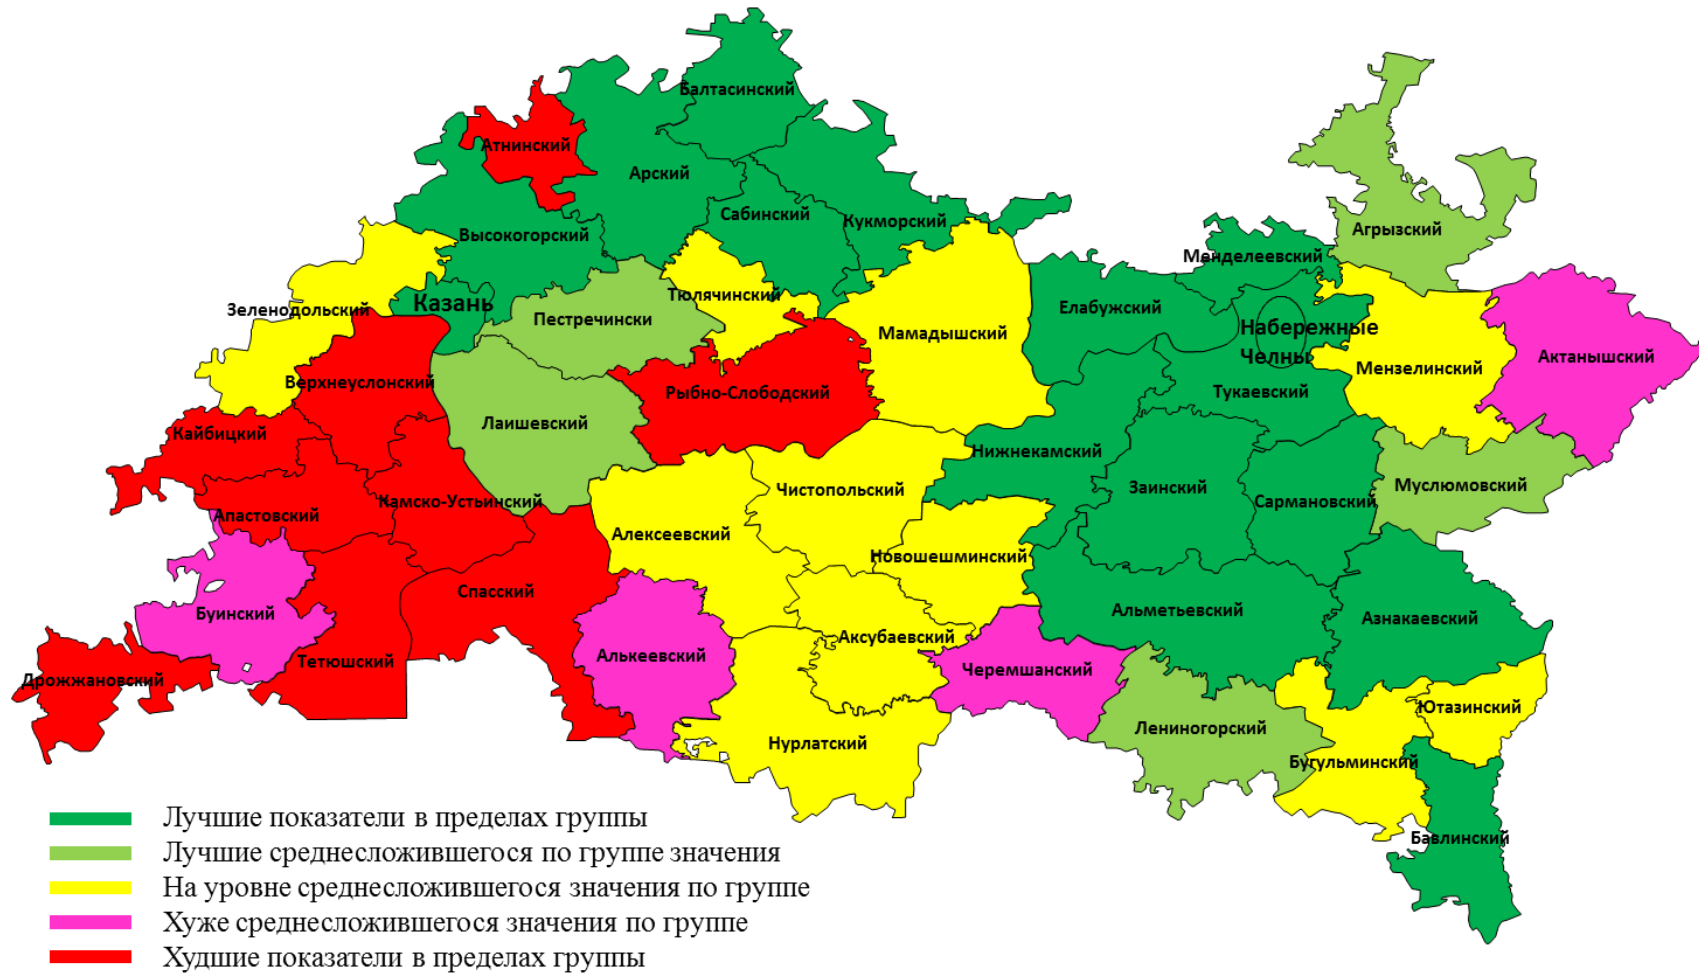 Балтасинский
Атнинский
Арский
Сабинский
Кукморский
Высокогорский
Агрызский
Менделеевский
Казань
Тюлячинский
Зеленодольский
Пестречински
Елабужский
Мамадышский
Набережные
Челны
Актанышский
Мензелинский
Верхнеуслонский
Рыбно-Слободский
Тукаевский
Лаишевский
Кайбицкий
Нижнекамский
Чистопольский
Заинский
Муслюмовский
Сармановский
Камско-Устьинский
Апастовский
Алексеевский
Новошешминский
Спасский
Буинский
Альметьевский
Азнакаевский
Аксубаевский
Алькеевский
Тетюшский
Черемшанский
Дрожжановский
Ютазинский
Лениногорский
Нурлатский
Бугульминский
Бавлинский
Лучшие показатели в пределах группы
Лучшие среднесложившегося по группе значения
На уровне среднесложившегося значения по группе
Хуже среднесложившегося значения по группе
Худшие показатели в пределах группы